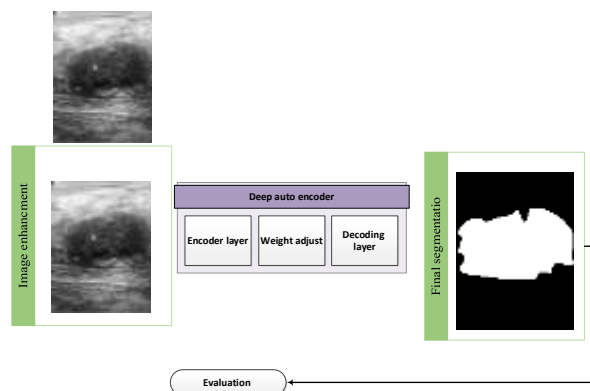 Image enhancment
Deep auto encoder
Encoder layer
Weight adjust
Decoding
layer
Final segmentatio
Evaluation